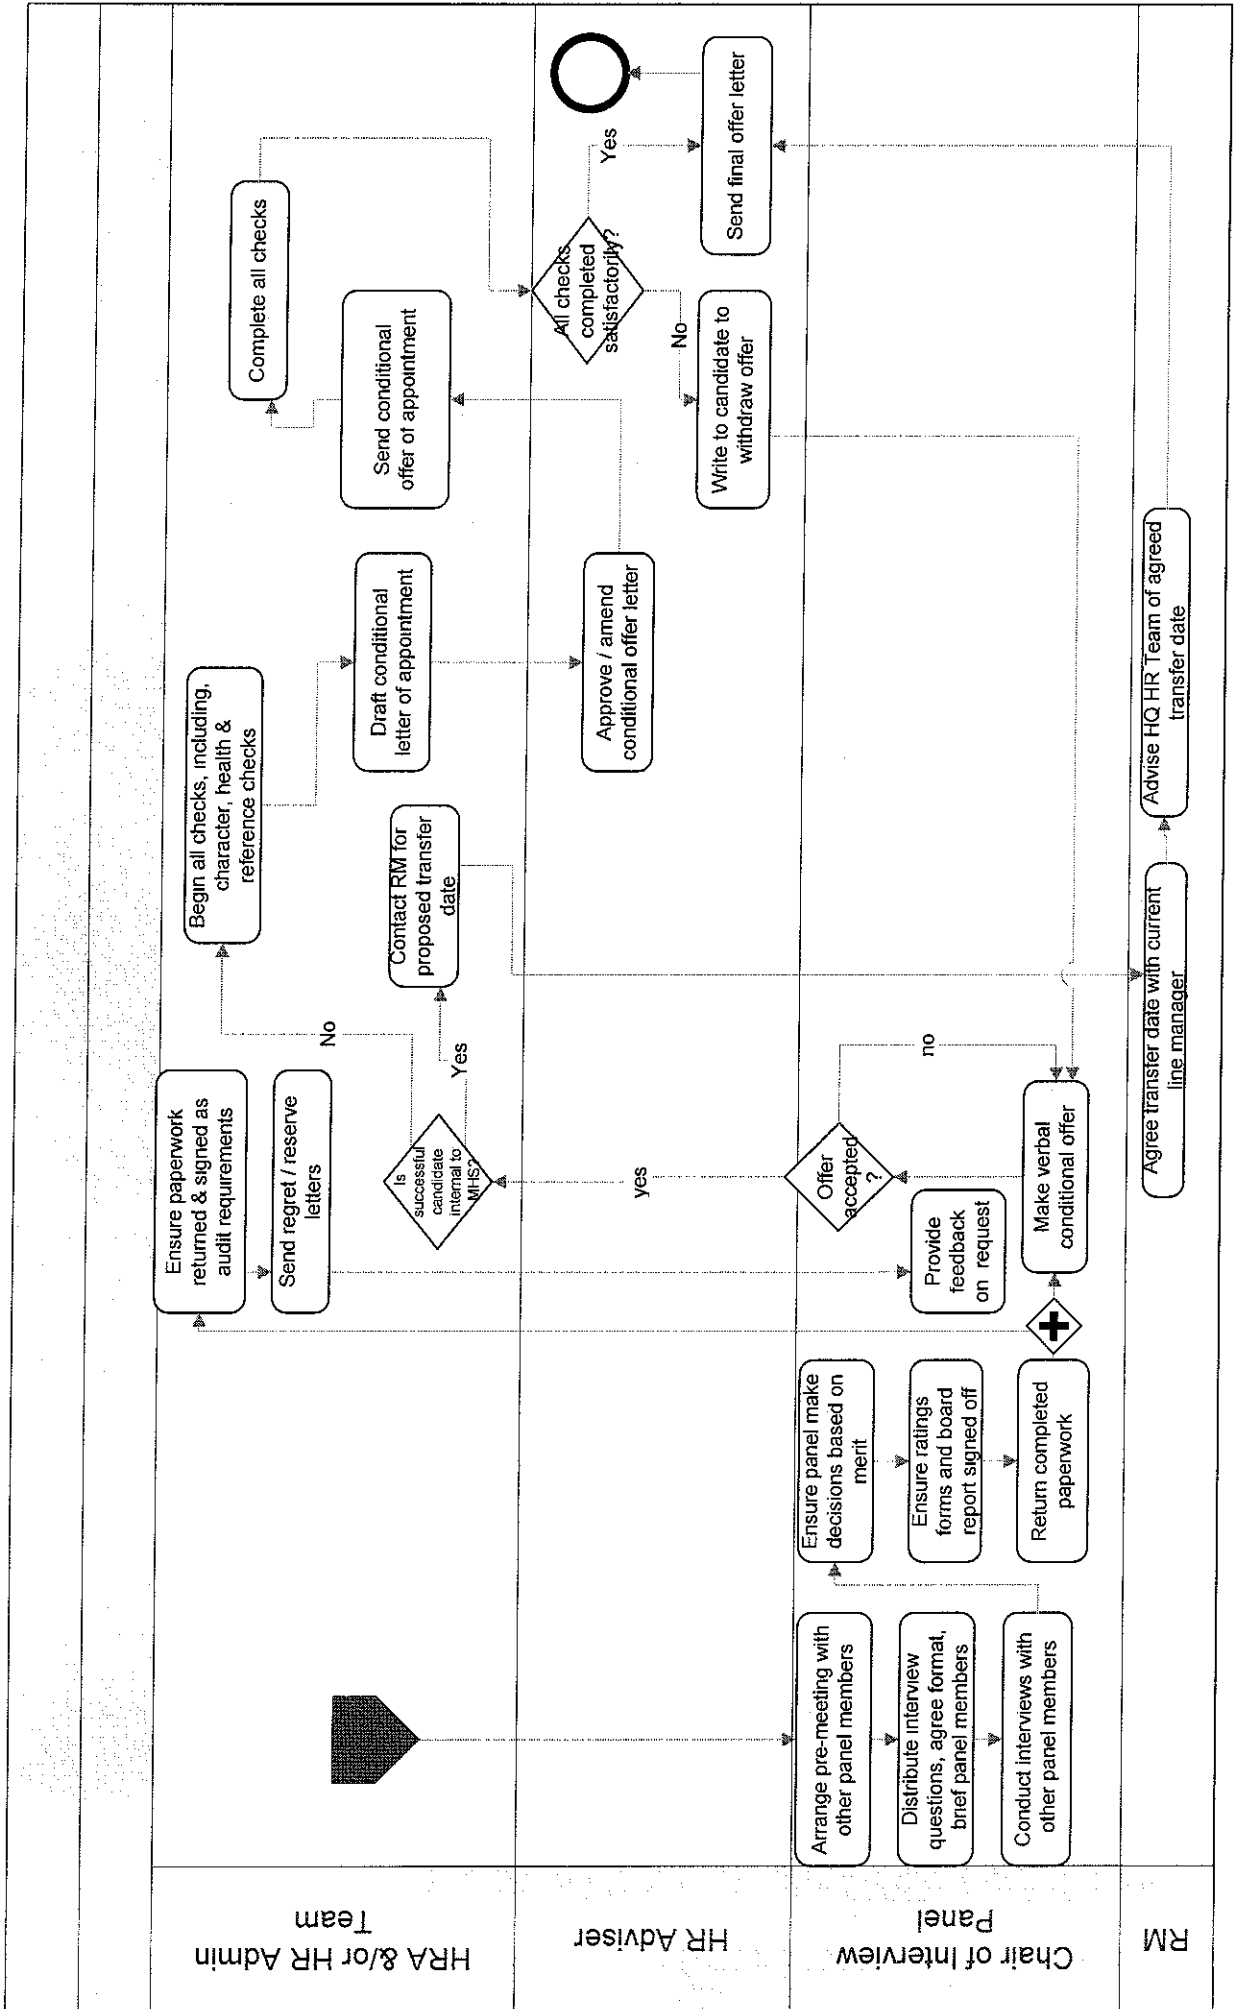 HRA &/or HR Admin
Team
HR Adviser
Chair of Interview
Panel
RM
Arrange pre-meeting with
other panel members
Distribute interview
questions, agree format,
brief panel members
Conduct interviews with
other panel members
Ensure panel make
decisions based on
merit
Ensure ratings
forms and board
report signed off
Return completed
paperwork
Ensure paperwork
returned & signed as
audit requirements
Send regret / reserve
letters
Provide
feedback
on request
Make verbal
conditional offer
Offer
accepted
?
no
yes
Is
successful
candidate
internal to
MHS?
No
Yes
Contact RM for
proposed transfer
date
Agree transfer date with current
line manager
Advise HQ HR Team of agreed
transfer date
Begin all checks, including,
character, health &
reference checks
Draft conditional
letter of appointment
Approve / amend
conditional offer letter
Send conditional
offer of appointment
Complete all checks
All checks
completed
satisfactorily?
No
Yes
Write to candidate to
withdraw offer
Send final offer letter